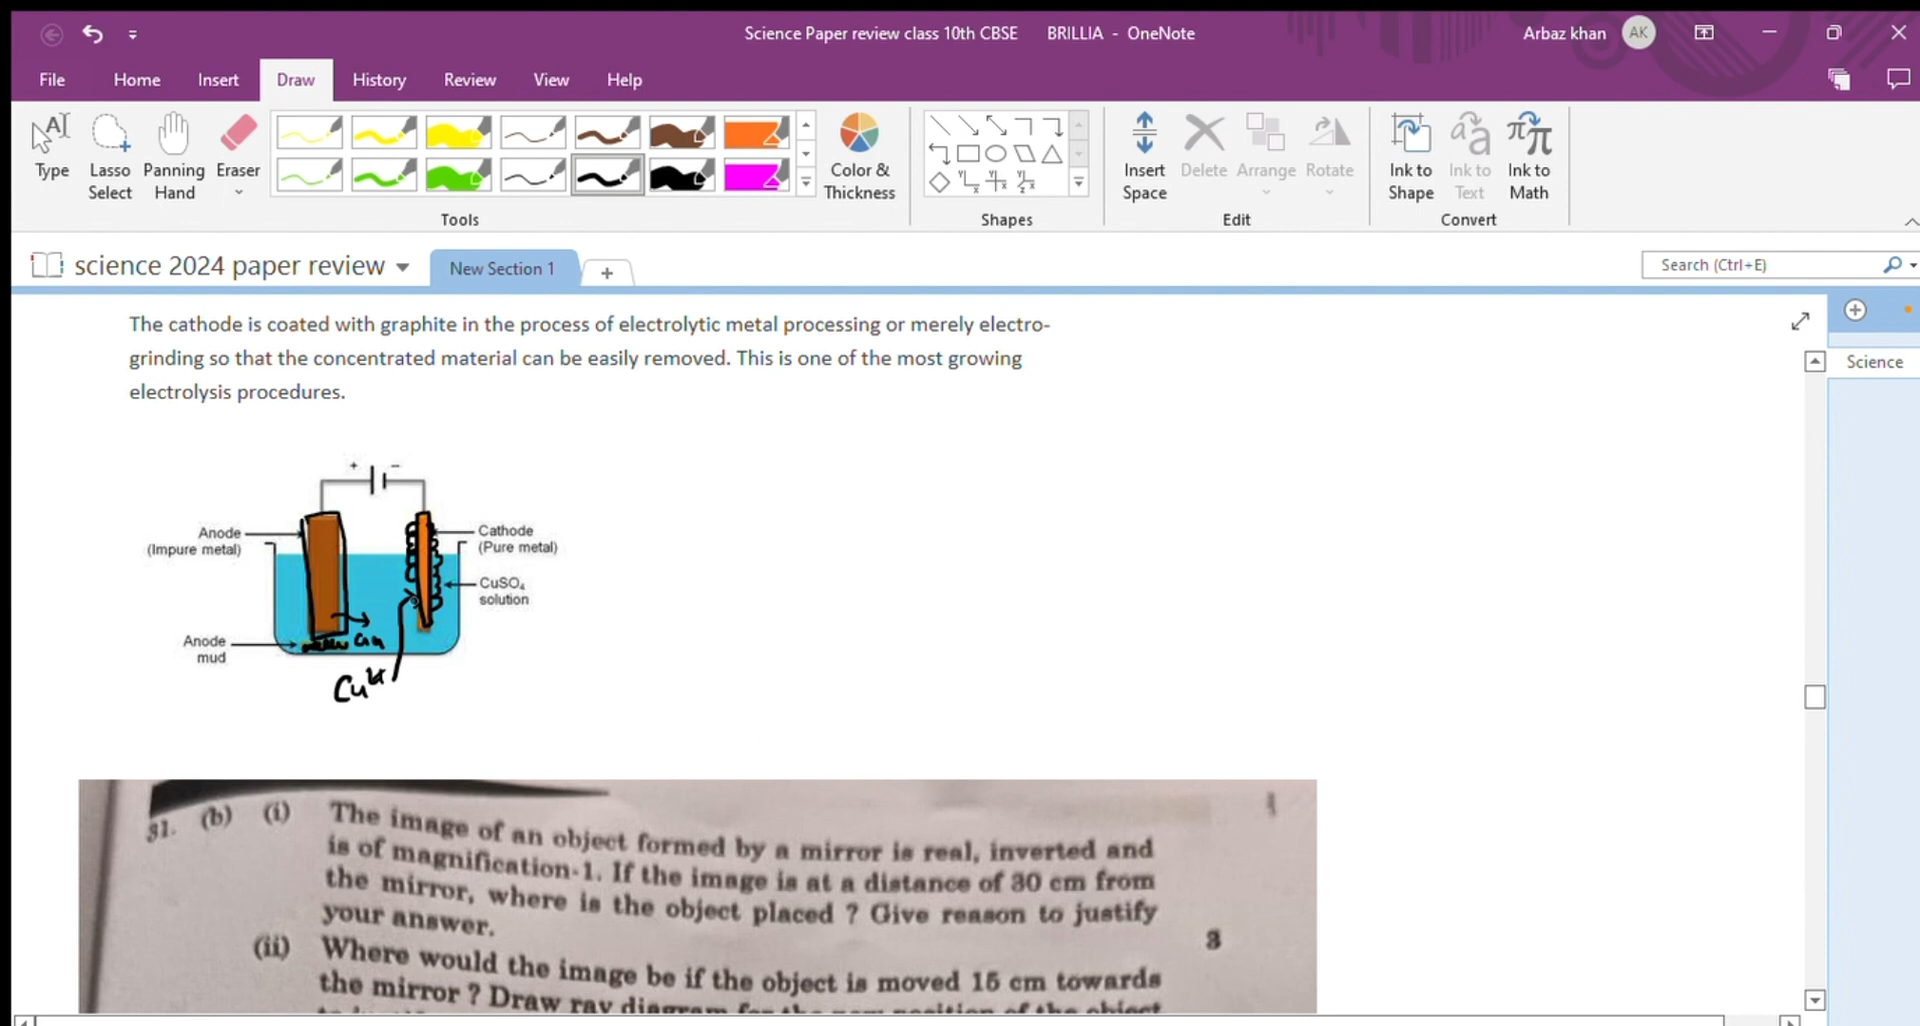 Science Paper review class 10th CBSE BRILLIA - OneNote
Arbaz khan
AK
File Home Insert Draw History Review View Help
Type
Lasso Select
Panning Hand
Eraser
Color & Thickness
Insert Space
Delete
Arrange
Rotate
Ink to Shape
Ink to Text
Ink to Math
Tools
Shapes
Edit
Convert
science 2024 paper review
New Section 1
Search (Ctrl+E)
Science
The cathode is coated with graphite in the process of electrolytic metal processing or merely electro-
grinding so that the concentrated material can be easily removed. This is one of the most growing
electrolysis procedures.
+ −
Anode
(Impure metal)
Cathode
(Pure metal)
CuSO₄
solution
Anode
mud
Cu
31. (b) (i) The image of an object formed by a mirror is real, inverted and
is of magnification-1. If the image is at a distance of 30 cm from
the mirror, where is the object placed ? Give reason to justify
your answer.
3
(ii) Where would the image be if the object is moved 15 cm towards
the mirror ? Draw ray diagram for the new position of the object